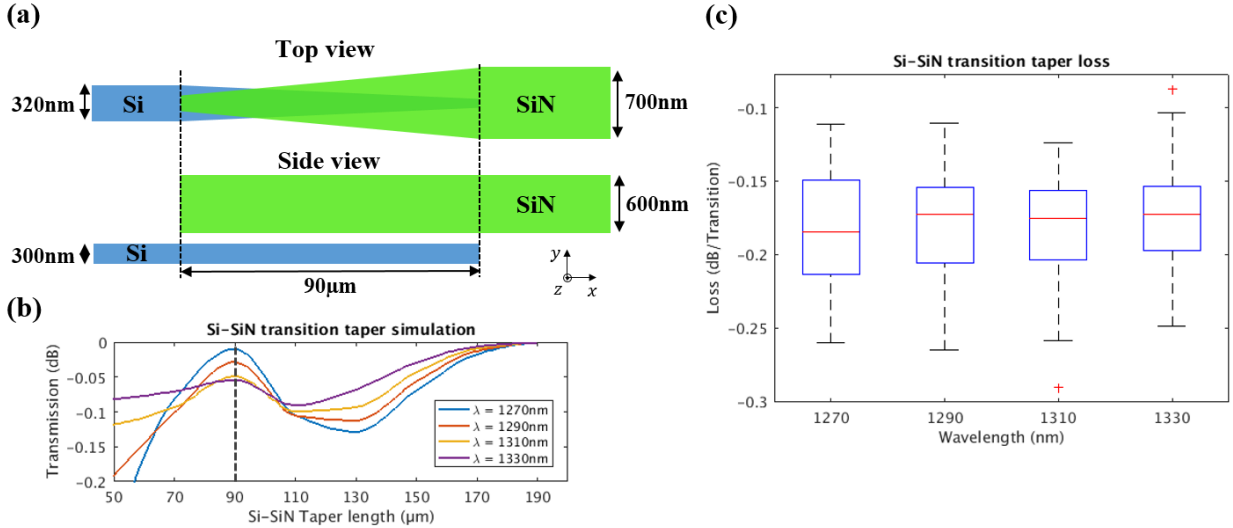 (a)
Top view
320nm
Si
SiN
700nm
Side view
SiN
600nm
300nm
Si
90μm
y
z
x
(b)
Si-SiN transition taper simulation
Transmission (dB)
0
-0.05
-0.1
-0.15
-0.2
50
70
90
110
130
150
170
190
Si-SiN Taper length (μm)
λ = 1270nm
λ = 1290nm
λ = 1310nm
λ = 1330nm
(c)
Si-SiN transition taper loss
Loss (dB/Transition)
-0.1
-0.15
-0.2
-0.25
-0.3
1270
1290
1310
1330
Wavelength (nm)